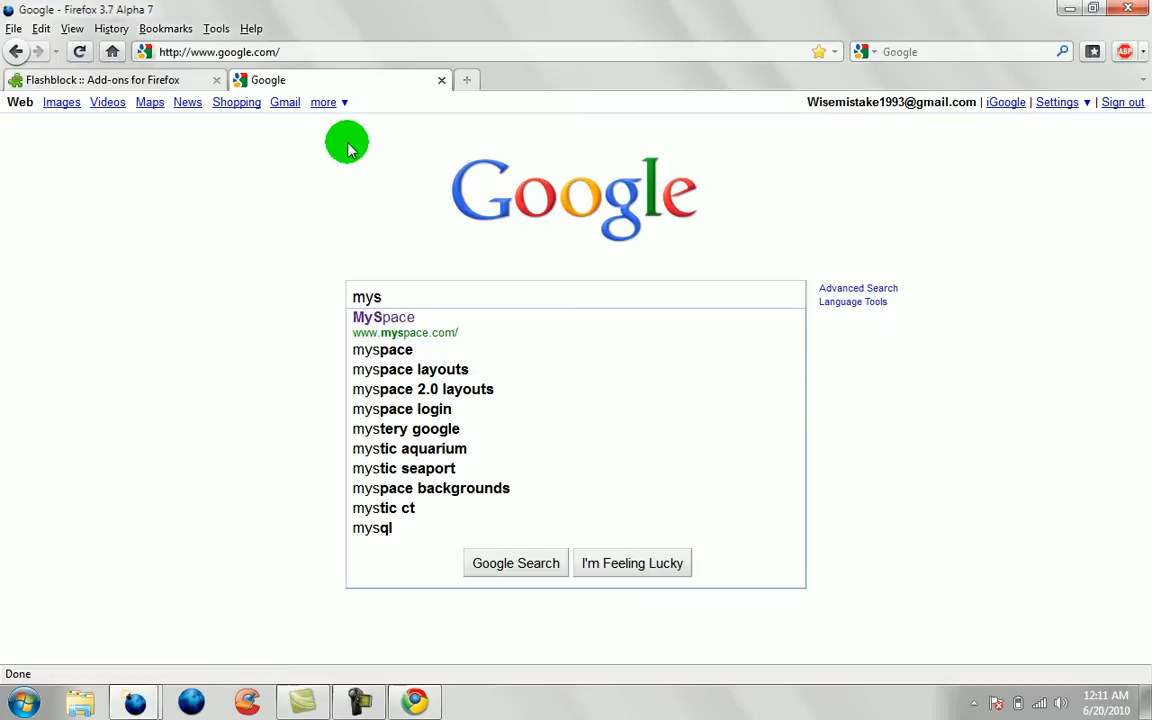 Google - Firefox 3.7 Alpha 7
File Edit View History Bookmarks Tools Help
http://www.google.com/ Google ABP
Flashblock :: Add-ons for Firefox Google
Web Images Videos Maps News Shopping Gmail more ▼ Wisemistake1993@gmail.com | iGoogle | Settings ▼ | Sign out
Google
mys
Advanced Search
Language Tools
MySpace
www.myspace.com/
myspace
myspace layouts
myspace 2.0 layouts
myspace login
mystery google
mystic aquarium
mystic seaport
myspace backgrounds
mystic ct
mysql
Google Search I'm Feeling Lucky
Done
12:11 AM
6/20/2010